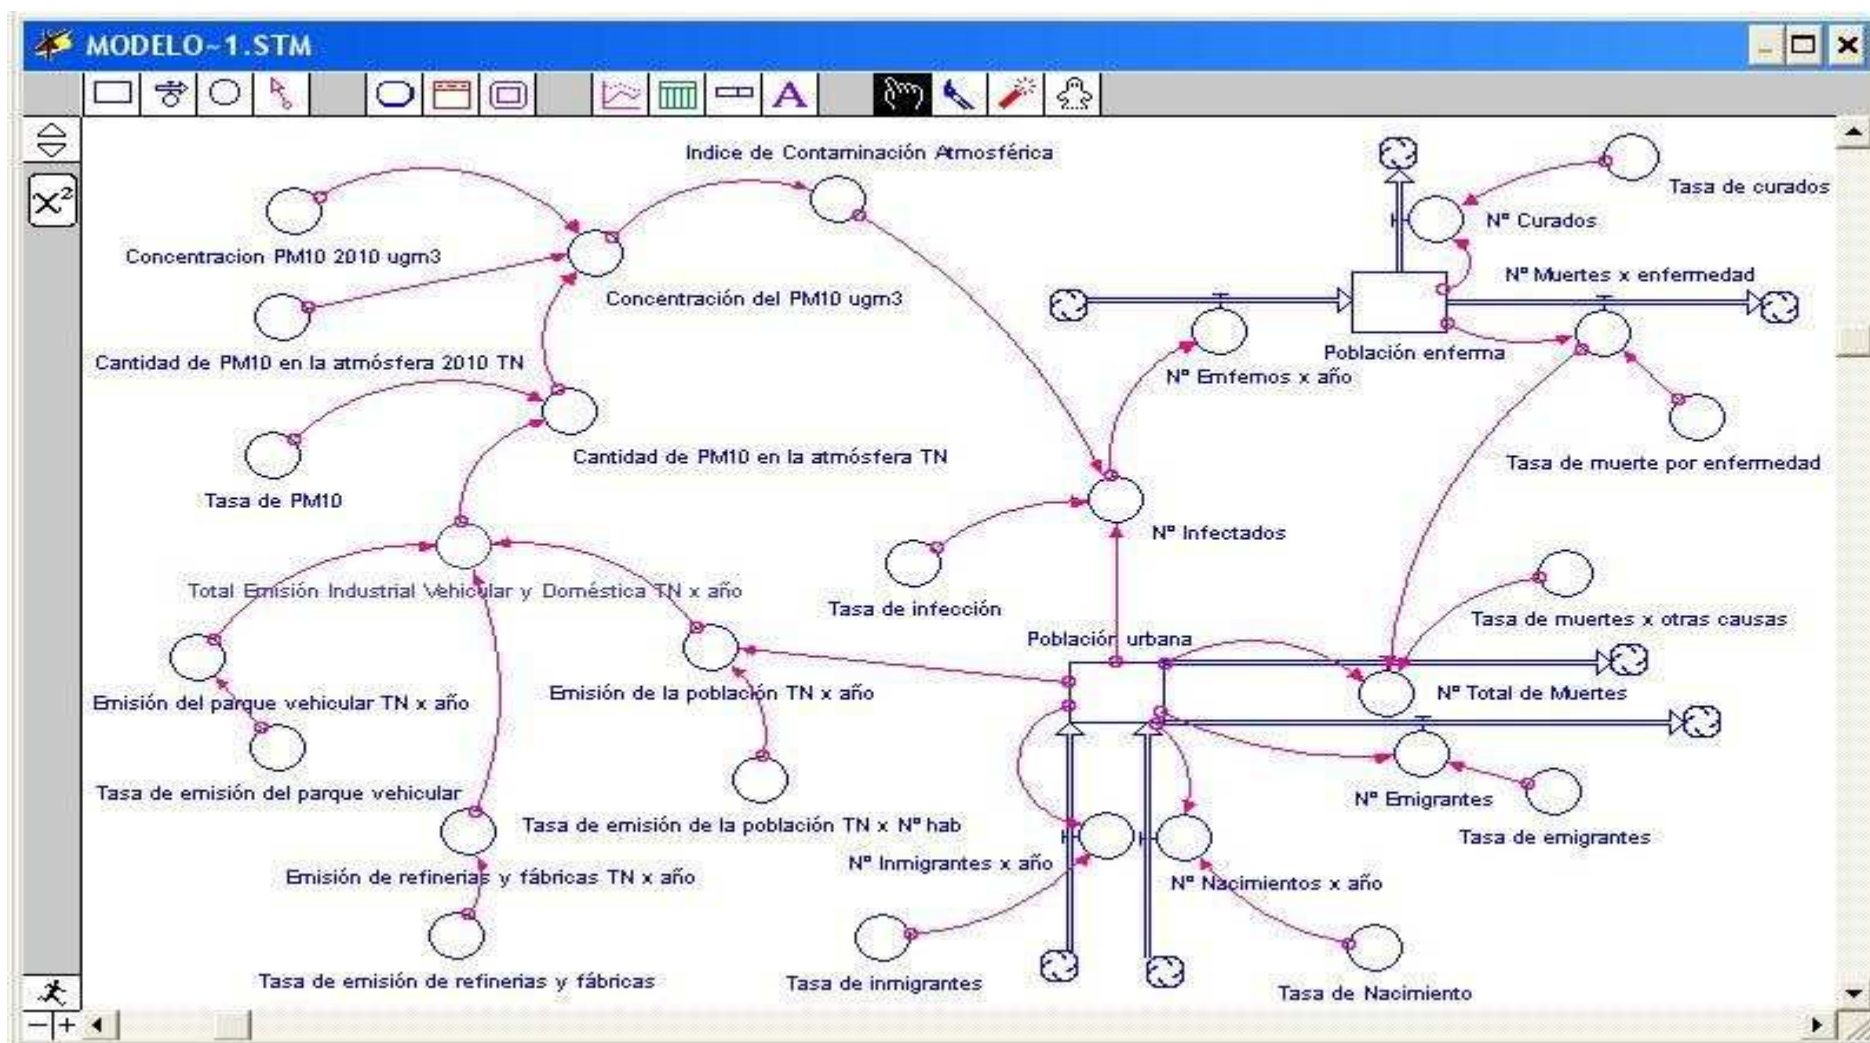 MODELO~1.STM
A
X²
Indice de Contaminación Atmosférica
Tasa de curados
Nº Curados
Concentracion PM10 2010 ugm3
Concentración del PM10 ugm3
Nº Muertes x enfermedad
Cantidad de PM10 en la atmósfera 2010 TN
Población enferma
Nº Emfemos x año
Cantidad de PM10 en la atmósfera TN
Tasa de muerte por enfermedad
Tasa de PM10
Nº Infectados
Total Emisión Industrial Vehicular y Doméstica TN x año
Tasa de infección
Tasa de muertes x otras causas
Población urbana
Emisión del parque vehicular TN x año
Emisión de la población TN x año
Nº Total de Muertes
Tasa de emisión del parque vehicular
Nº Emigrantes
Tasa de emisión de la población TN x Nº hab
Tasa de emigrantes
Nº Inmigrantes x año
Emisión de refinerias y fábricas TN x año
Nº Nacimientos x año
Tasa de emisión de refinerias y fábricas
Tasa de inmigrantes
Tasa de Nacimiento